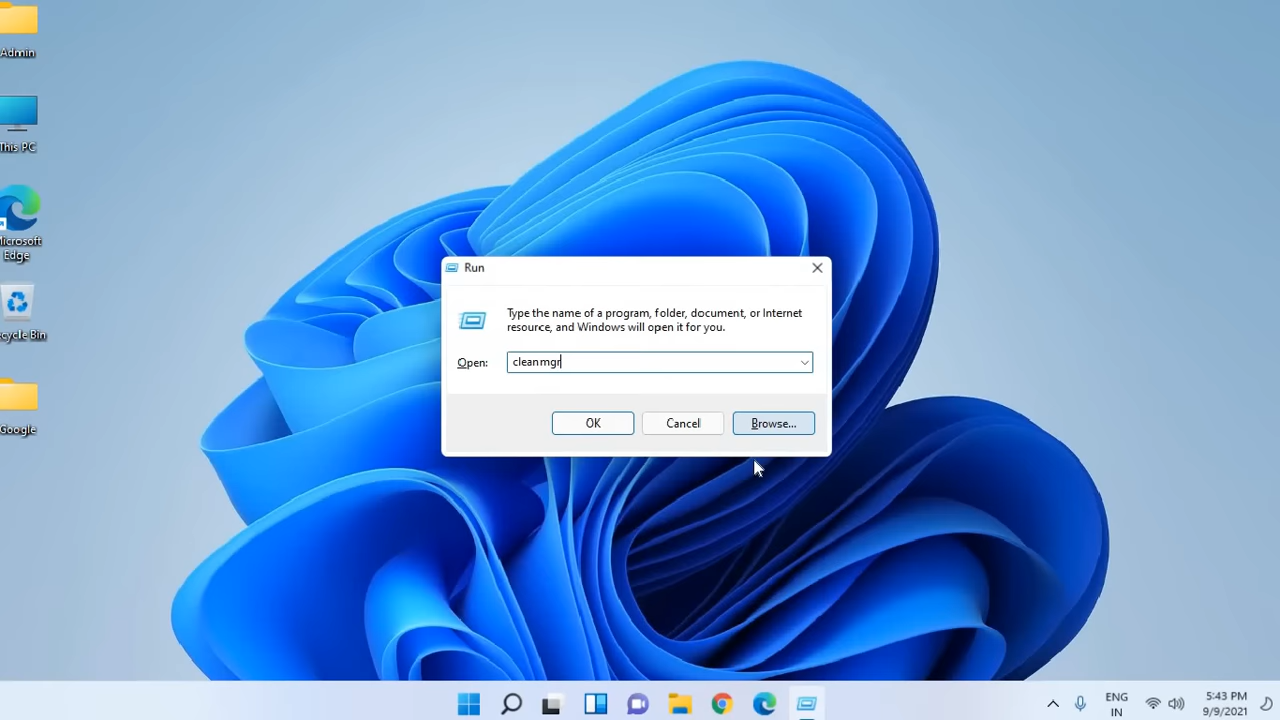 Admin
This PC
Microsoft
Edge
Recycle Bin
Google
Run
Type the name of a program, folder, document, or Internet
resource, and Windows will open it for you.
Open:
cleanmgr
OK
Cancel
Browse...
ENG
IN
5:43 PM
9/9/2021